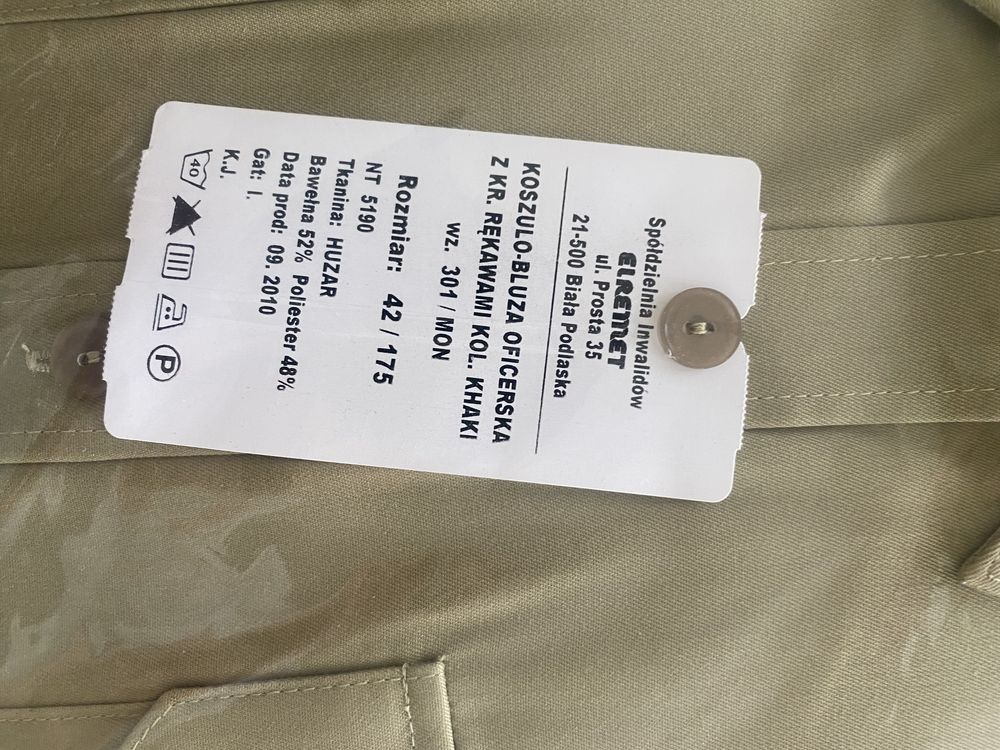 Spółdzielnia Inwalidów
ELREMET
ul. Prosta 35
21-500 Biała Podlaska
KOSZULO-BLUZA OFICERSKA
Z KR. RĘKAWAMI KOL. KHAKI
wz. 301 / MON
Rozmiar: 42 / 175
NT 5190
Tkanina: HUZAR
Bawełna 52% Poliester 48%
Data prod: 09. 2010
Gat: I.
K.J.
40 P